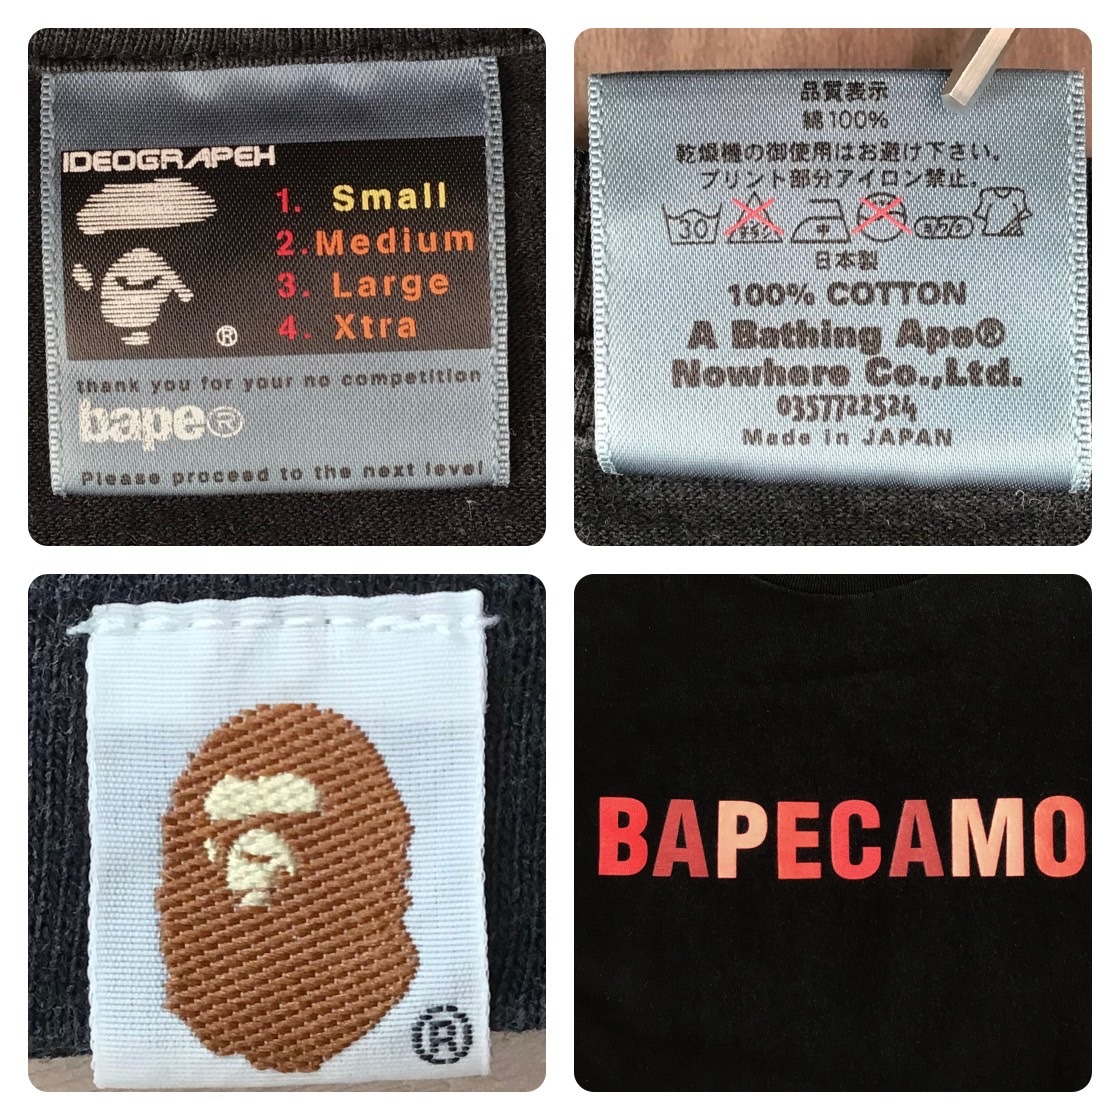 IDEOGRAPEH
1. Small
2. Medium
3. Large
4. Xtra
®
thank you for your no competition
bape®
Please proceed to the next level
品質表示
綿100%
乾燥機の御使用はお避け下さい。
プリント部分アイロン禁止。
30
中
日本製
100% COTTON
A Bathing Ape®
Nowhere Co.,Ltd.
0357722524
Made in JAPAN
®
BAPECAMO